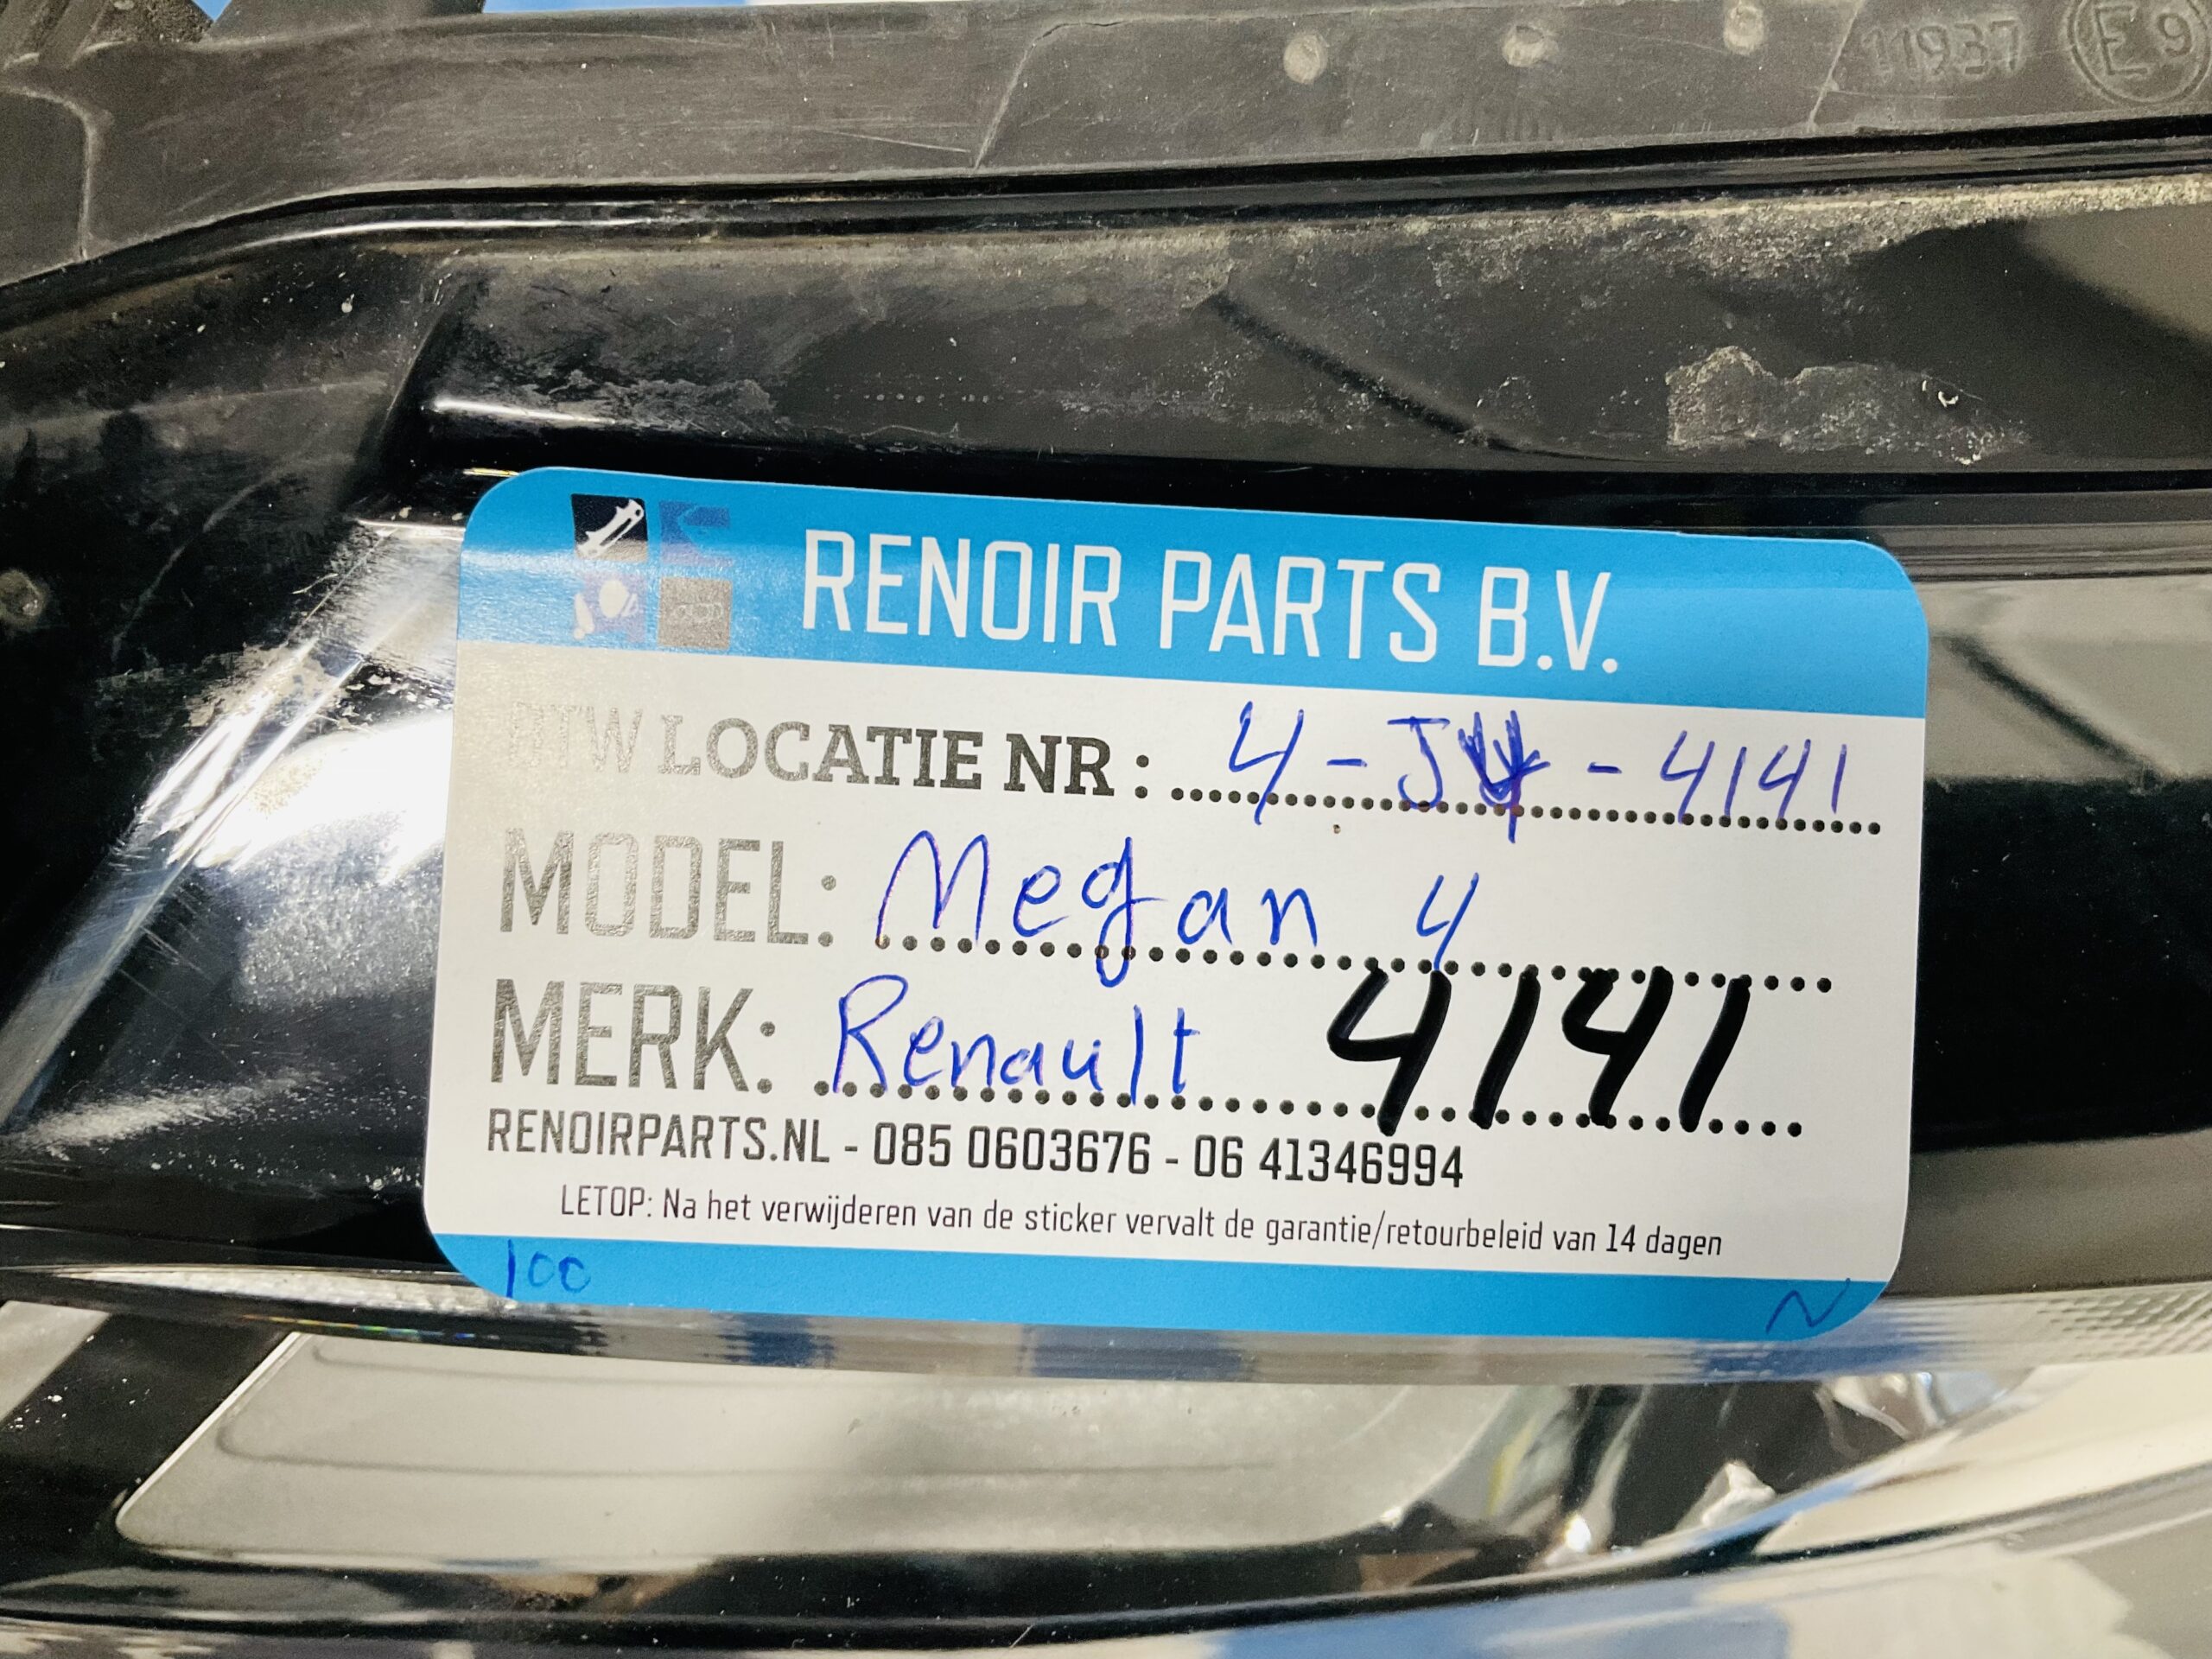 11937 E9
RENOIR PARTS B.V.
BTW LOCATIE NR : 4 - J4 - 4141
MODEL: Megan 4
MERK: Renault 4141
RENOIRPARTS.NL - 085 0603676 - 06 41346994
LETOP: Na het verwijderen van de sticker vervalt de garantie/retourbeleid van 14 dagen
100 N